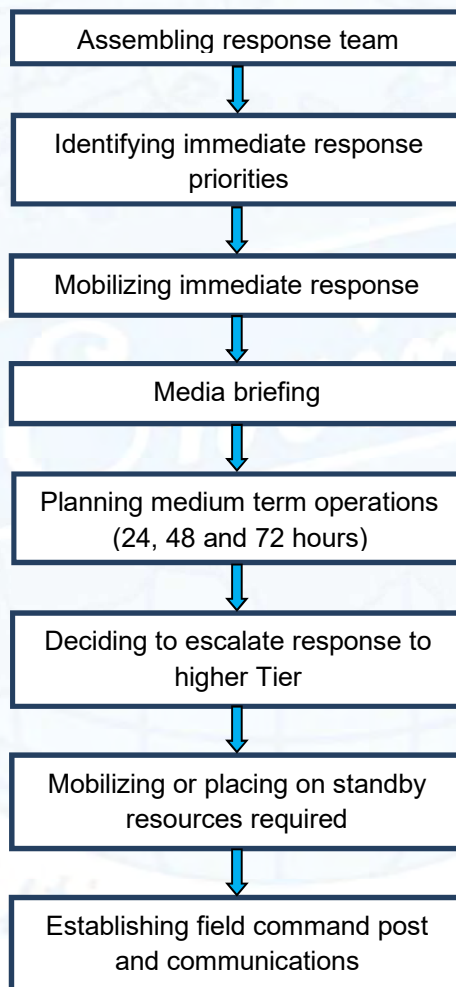 Assembling response team
Identifying immediate response
priorities
Mobilizing immediate response
Media briefing
Planning medium term operations
(24, 48 and 72 hours)
Deciding to escalate response to
higher Tier
Mobilizing or placing on standby
resources required
Establishing field command post
and communications